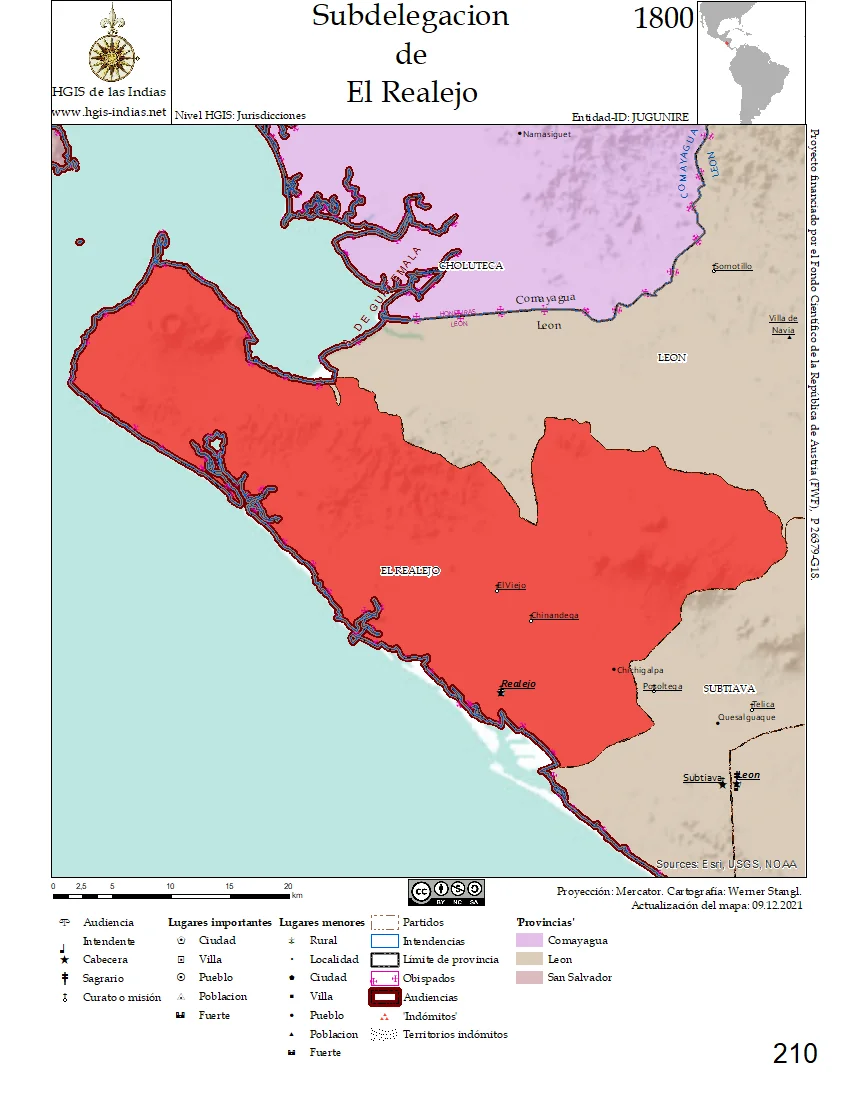 Subdelegacion
de
El Realejo
1800
HGIS de las Indias
www.hgis-indias.net
Nivel HGIS: Jurisdicciones
Entidad-ID: JUGUNIRE
Namasiguet
COMAYAGUA
LEON
Somotillo
CHOLUTECA
DE GUATEMALA
Comayagua
HONDURAS
LEON
Leon
Villa de
Navia
LEON
EL REALEJO
El Viejo
Chinandega
Chichigalpa
Realejo
Posoltega
SUBTIAVA
Telica
Quesalguaque
Subtiava
Leon
Sources: Esri, USGS, NOAA
Proyecto financiado por el Fondo Científico de la República de Austria (FWF), P 26379-G18.
0 2,5 5 10 15 20
km
CC BY NC SA
Proyección: Mercator. Cartografía: Werner Stangl.
Actualización del mapa: 09.12.2021
Audiencia
Intendente
Cabecera
Sagrario
Curato o misión
Lugares importantes
Ciudad
Villa
Pueblo
Poblacion
Fuerte
Lugares menores
Rural
Localidad
Ciudad
Villa
Pueblo
Poblacion
Fuerte
Partidos
Intendencias
Límite de provincia
Obispados
Audiencias
'Indómitos'
Territorios indómitos
'Provincias'
Comayagua
Leon
San Salvador
210